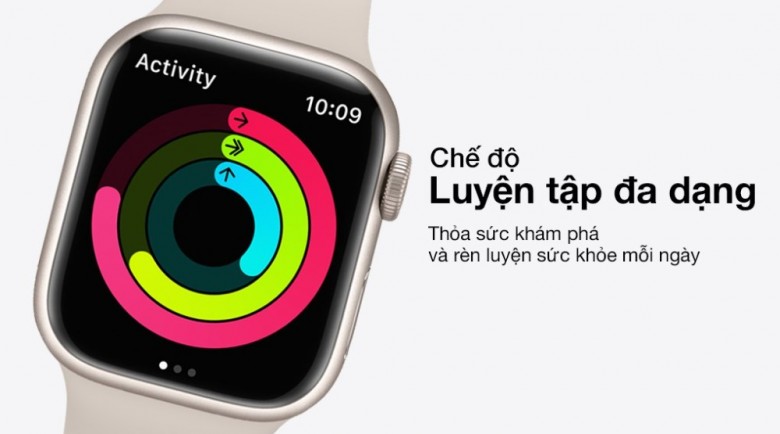 Activity
10:09
Chế độ
Luyện tập đa dạng
Thỏa sức khám phá
và rèn luyện sức khỏe mỗi ngày